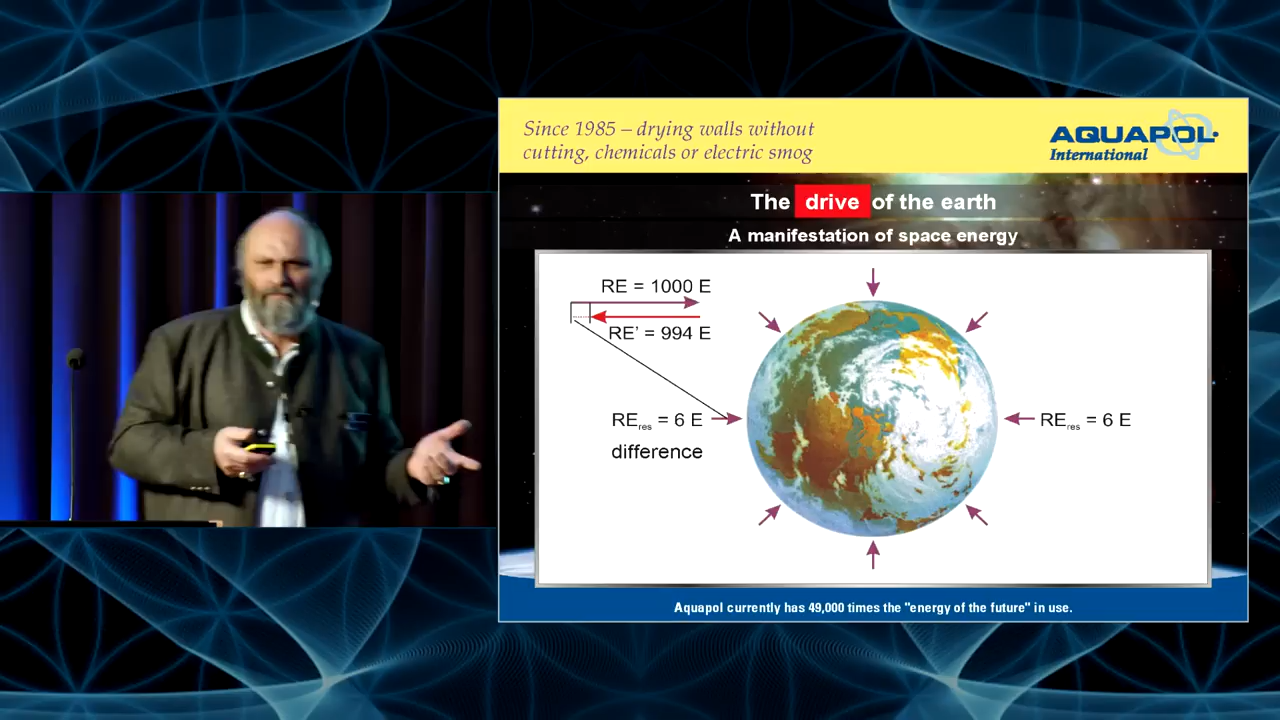 Since 1985 – drying walls without
cutting, chemicals or electric smog
AQUAPOL
International
The drive of the earth
A manifestation of space energy
RE = 1000 E
RE' = 994 E
REres = 6 E
difference
REres = 6 E
Aquapol currently has 49,000 times the "energy of the future" in use.